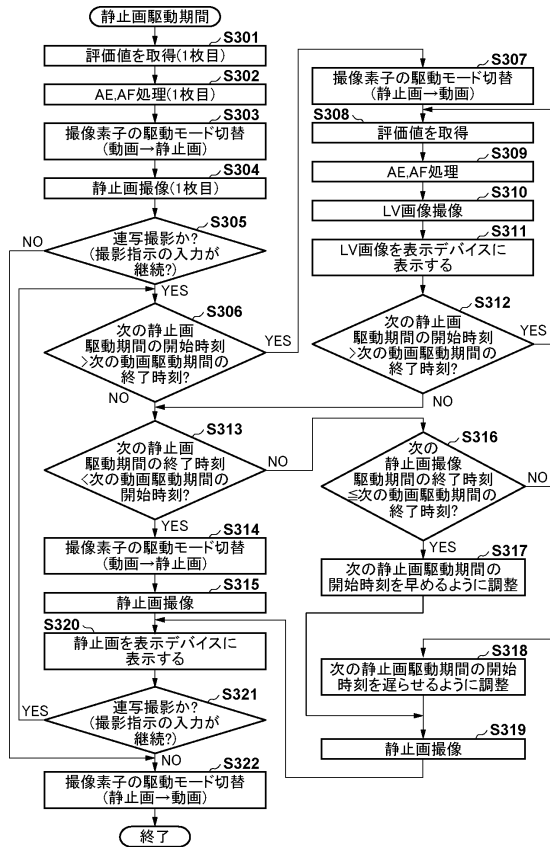 静止画駆動期間
S301
評価値を取得(1枚目)
S302
AE,AF処理(1枚目)
S303
撮像素子の駆動モード切替
(動画→静止画)
S304
静止画撮像(1枚目)
S305
連写撮影か?
(撮影指示の入力が
継続?)
NO
YES
S306
次の静止画
駆動期間の開始時刻
>次の動画駆動期間の
終了時刻?
YES
NO
S307
撮像素子の駆動モード切替
(静止画→動画)
S308
評価値を取得
S309
AE,AF処理
S310
LV画像撮像
S311
LV画像を表示デバイスに
表示する
S312
次の静止画
駆動期間の開始時刻
>次の動画駆動期間の
終了時刻?
YES
NO
S313
次の静止画
駆動期間の終了時刻
<次の動画駆動期間の
開始時刻?
NO
YES
S314
撮像素子の駆動モード切替
(動画→静止画)
S315
静止画撮像
S316
次の
静止画撮像
駆動期間の終了時刻
≦次の動画駆動期間の
終了時刻?
NO
YES
S317
次の静止画駆動期間の
開始時刻を早めるように調整
S318
次の静止画駆動期間の開始
時刻を遅らせるように調整
S319
静止画撮像
S320
静止画を表示デバイスに
表示する
S321
連写撮影か?
(撮影指示の入力が
継続?)
YES
NO
S322
撮像素子の駆動モード切替
(静止画→動画)
終了